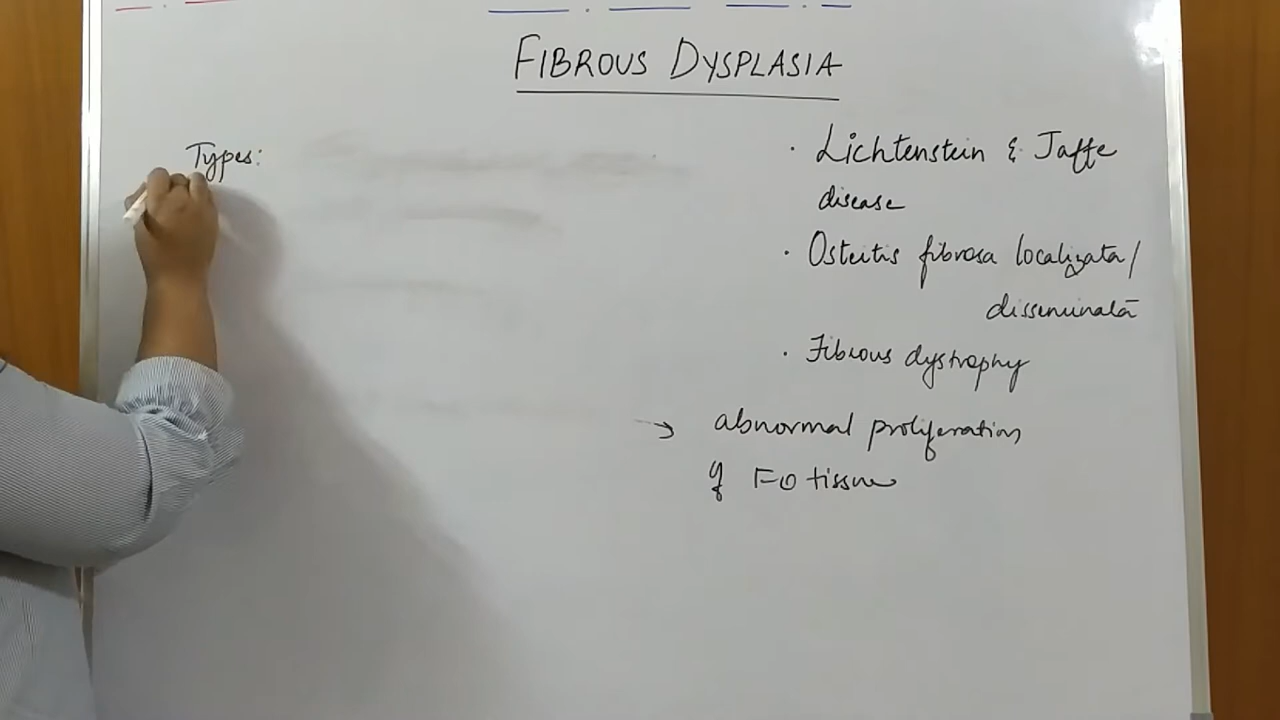 FIBROUS DYSPLASIA
Types:
· Lichtenstein & Jaffe
disease
· Osteitis fibrosa localizata/
disseminata
· Fibrous dystrophy
→ abnormal proliferation
of FO tissue